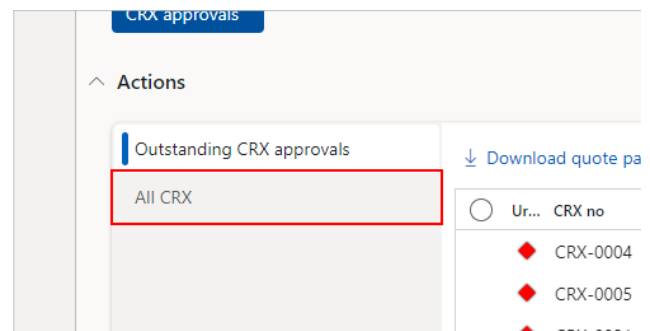 CRX approvals
Actions
Outstanding CRX approvals
All CRX
Download quote pa
Ur... CRX no
CRX-0004
CRX-0005